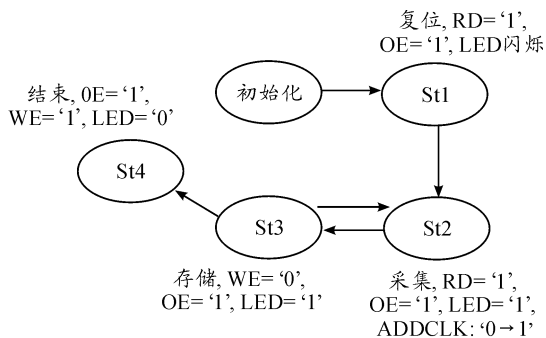 复位, RD= ‘1’,
OE= ‘1’, LED闪烁
初始化
St1
结束, 0E= ‘1’,
WE= ‘1’, LED= ‘0’
St4
St3
St2
存储, WE= ‘0’,
OE= ‘1’, LED= ‘1’
采集, RD= ‘1’,
OE= ‘1’, LED= ‘1’,
ADDCLK: ‘0→1’